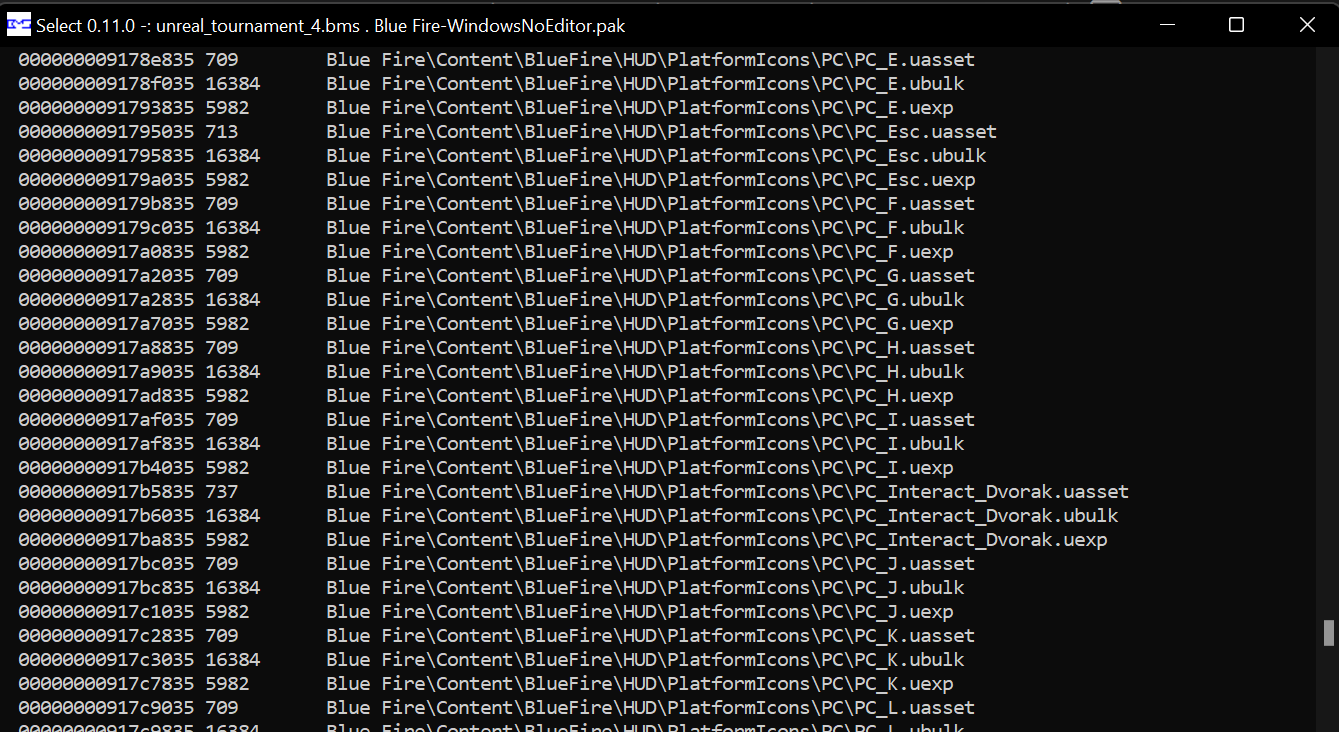 Select 0.11.0 -: unreal_tournament_4.bms . Blue Fire-WindowsNoEditor.pak
000000009178e835 709 Blue Fire\Content\BlueFire\HUD\PlatformIcons\PC\PC_E.uasset
000000009178f035 16384 Blue Fire\Content\BlueFire\HUD\PlatformIcons\PC\PC_E.ubulk
0000000091793835 5982 Blue Fire\Content\BlueFire\HUD\PlatformIcons\PC\PC_E.uexp
0000000091795035 713 Blue Fire\Content\BlueFire\HUD\PlatformIcons\PC\PC_Esc.uasset
0000000091795835 16384 Blue Fire\Content\BlueFire\HUD\PlatformIcons\PC\PC_Esc.ubulk
000000009179a035 5982 Blue Fire\Content\BlueFire\HUD\PlatformIcons\PC\PC_Esc.uexp
000000009179b835 709 Blue Fire\Content\BlueFire\HUD\PlatformIcons\PC\PC_F.uasset
000000009179c035 16384 Blue Fire\Content\BlueFire\HUD\PlatformIcons\PC\PC_F.ubulk
00000000917a0835 5982 Blue Fire\Content\BlueFire\HUD\PlatformIcons\PC\PC_F.uexp
00000000917a2035 709 Blue Fire\Content\BlueFire\HUD\PlatformIcons\PC\PC_G.uasset
00000000917a2835 16384 Blue Fire\Content\BlueFire\HUD\PlatformIcons\PC\PC_G.ubulk
00000000917a7035 5982 Blue Fire\Content\BlueFire\HUD\PlatformIcons\PC\PC_G.uexp
00000000917a8835 709 Blue Fire\Content\BlueFire\HUD\PlatformIcons\PC\PC_H.uasset
00000000917a9035 16384 Blue Fire\Content\BlueFire\HUD\PlatformIcons\PC\PC_H.ubulk
00000000917ad835 5982 Blue Fire\Content\BlueFire\HUD\PlatformIcons\PC\PC_H.uexp
00000000917af035 709 Blue Fire\Content\BlueFire\HUD\PlatformIcons\PC\PC_I.uasset
00000000917af835 16384 Blue Fire\Content\BlueFire\HUD\PlatformIcons\PC\PC_I.ubulk
00000000917b4035 5982 Blue Fire\Content\BlueFire\HUD\PlatformIcons\PC\PC_I.uexp
00000000917b5835 737 Blue Fire\Content\BlueFire\HUD\PlatformIcons\PC\PC_Interact_Dvorak.uasset
00000000917b6035 16384 Blue Fire\Content\BlueFire\HUD\PlatformIcons\PC\PC_Interact_Dvorak.ubulk
00000000917ba835 5982 Blue Fire\Content\BlueFire\HUD\PlatformIcons\PC\PC_Interact_Dvorak.uexp
00000000917bc035 709 Blue Fire\Content\BlueFire\HUD\PlatformIcons\PC\PC_J.uasset
00000000917bc835 16384 Blue Fire\Content\BlueFire\HUD\PlatformIcons\PC\PC_J.ubulk
00000000917c1035 5982 Blue Fire\Content\BlueFire\HUD\PlatformIcons\PC\PC_J.uexp
00000000917c2835 709 Blue Fire\Content\BlueFire\HUD\PlatformIcons\PC\PC_K.uasset
00000000917c3035 16384 Blue Fire\Content\BlueFire\HUD\PlatformIcons\PC\PC_K.ubulk
00000000917c7835 5982 Blue Fire\Content\BlueFire\HUD\PlatformIcons\PC\PC_K.uexp
00000000917c9035 709 Blue Fire\Content\BlueFire\HUD\PlatformIcons\PC\PC_L.uasset
00000000917c9835 16384 Blue Fire\Content\BlueFire\HUD\PlatformIcons\PC\PC_L.ubulk